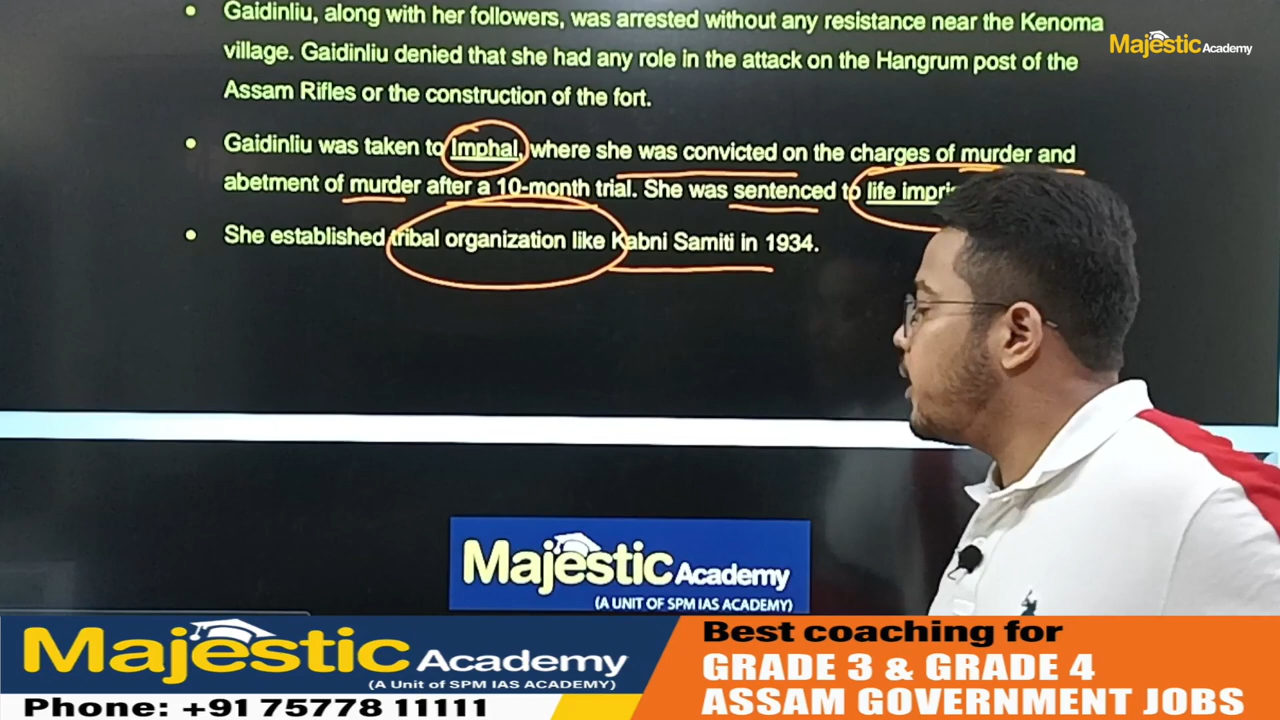 Gaidinliu, along with her followers, was arrested without any resistance near the Kenoma
Majestic Academy
village. Gaidinliu denied that she had any role in the attack on the Hangrum post of the
Assam Rifles or the construction of the fort.
Gaidinliu was taken to Imphal, where she was convicted on the charges of murder and
abetment of murder after a 10-month trial. She was sentenced to life
She established tribal organization like Kabni Samiti in 1934.
Majestic Academy
(A UNIT OF SPM IAS ACADEMY)
Majestic Academy
(A Unit of SPM IAS ACADEMY)
Phone: +91 75778 11111
Best coaching for
GRADE 3 & GRADE 4
ASSAM GOVERNMENT JOBS